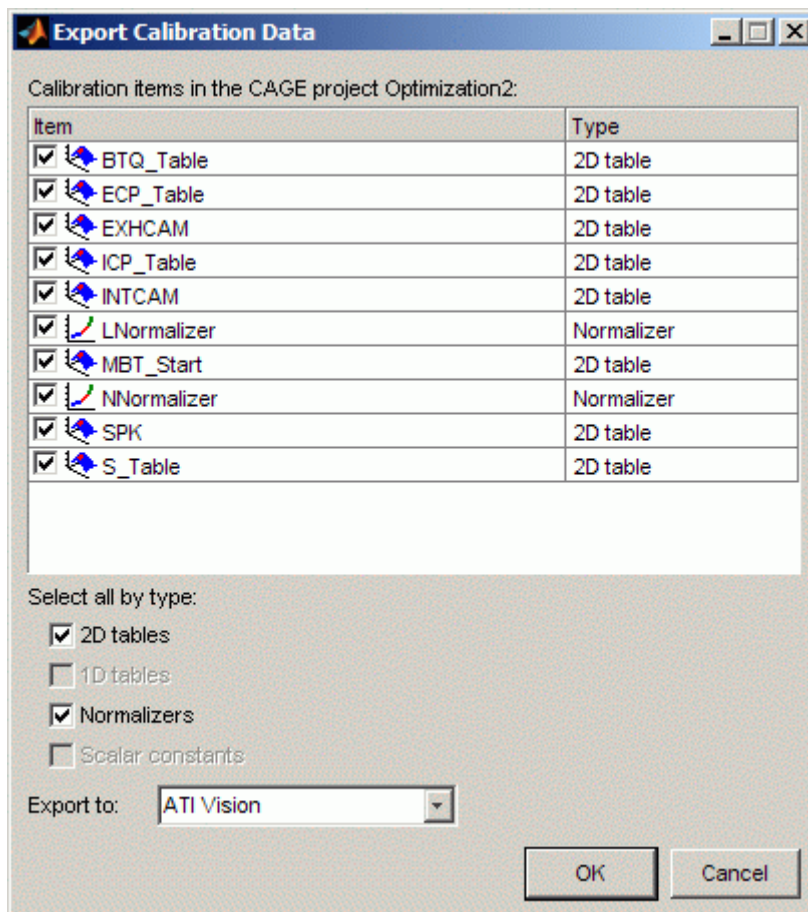 Export Calibration Data
Calibration items in the CAGE project Optimization2:
Item Type
BTQ_Table 2D table
ECP_Table 2D table
EXHCAM 2D table
ICP_Table 2D table
INTCAM 2D table
LNormalizer Normalizer
MBT_Start 2D table
NNormalizer Normalizer
SPK 2D table
S_Table 2D table
Select all by type:
2D tables
1D tables
Normalizers
Scalar constants
Export to: ATI Vision
OK Cancel